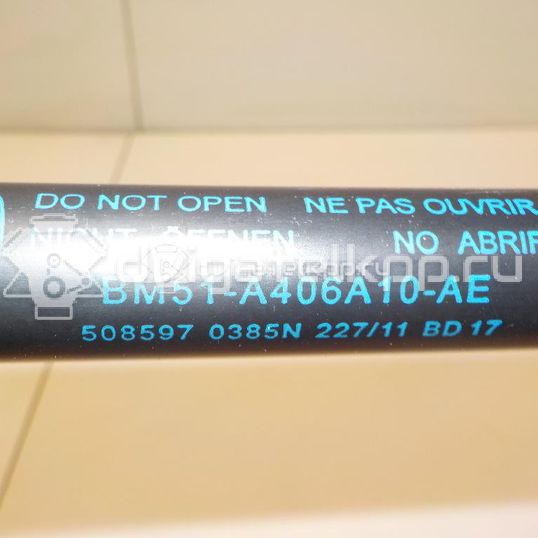 DO NOT OPEN NE PAS OUVRIR
NICHT ÖFFNEN NO ABRIR
BM51-A406A10-AE
508597 0385N 227/11 BD 17